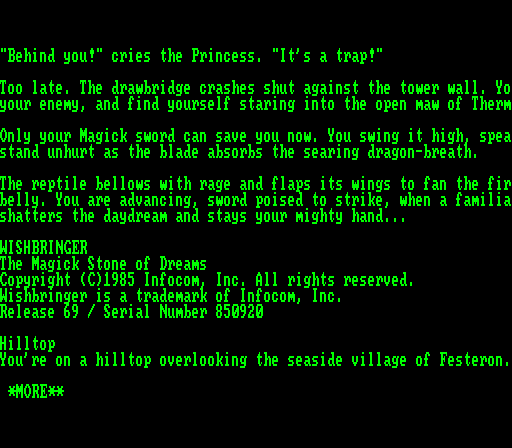 "Behind you!" cries the Princess. "It's a trap!"
Too late. The drawbridge crashes shut against the tower wall. Yo
your enemy, and find yourself staring into the open maw of Therm
Only your Magick sword can save you now. You swing it high, spea
stand unhurt as the blade absorbs the searing dragon-breath.
The reptile bellows with rage and flaps its wings to fan the fir
belly. You are advancing, sword poised to strike, when a familia
shatters the daydream and stays your mighty hand...
WISHBRINGER
The Magick Stone of Dreams
Copyright (C)1985 Infocom, Inc. All rights reserved.
Wishbringer is a trademark of Infocom, Inc.
Release 69 / Serial Number 850920
Hilltop
You're on a hilltop overlooking the seaside village of Festeron.
*MORE**